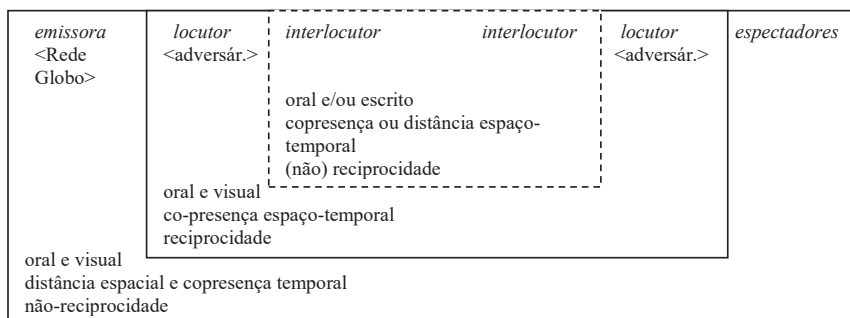 emissora locutor interlocutor interlocutor locutor espectadores
<Rede <adversár.> <adversár.>
Globo>
oral e/ou escrito
copresença ou distância espaço-
temporal
(não) reciprocidade
oral e visual
co-presença espaço-temporal
reciprocidade
oral e visual
distância espacial e copresença temporal
não-reciprocidade